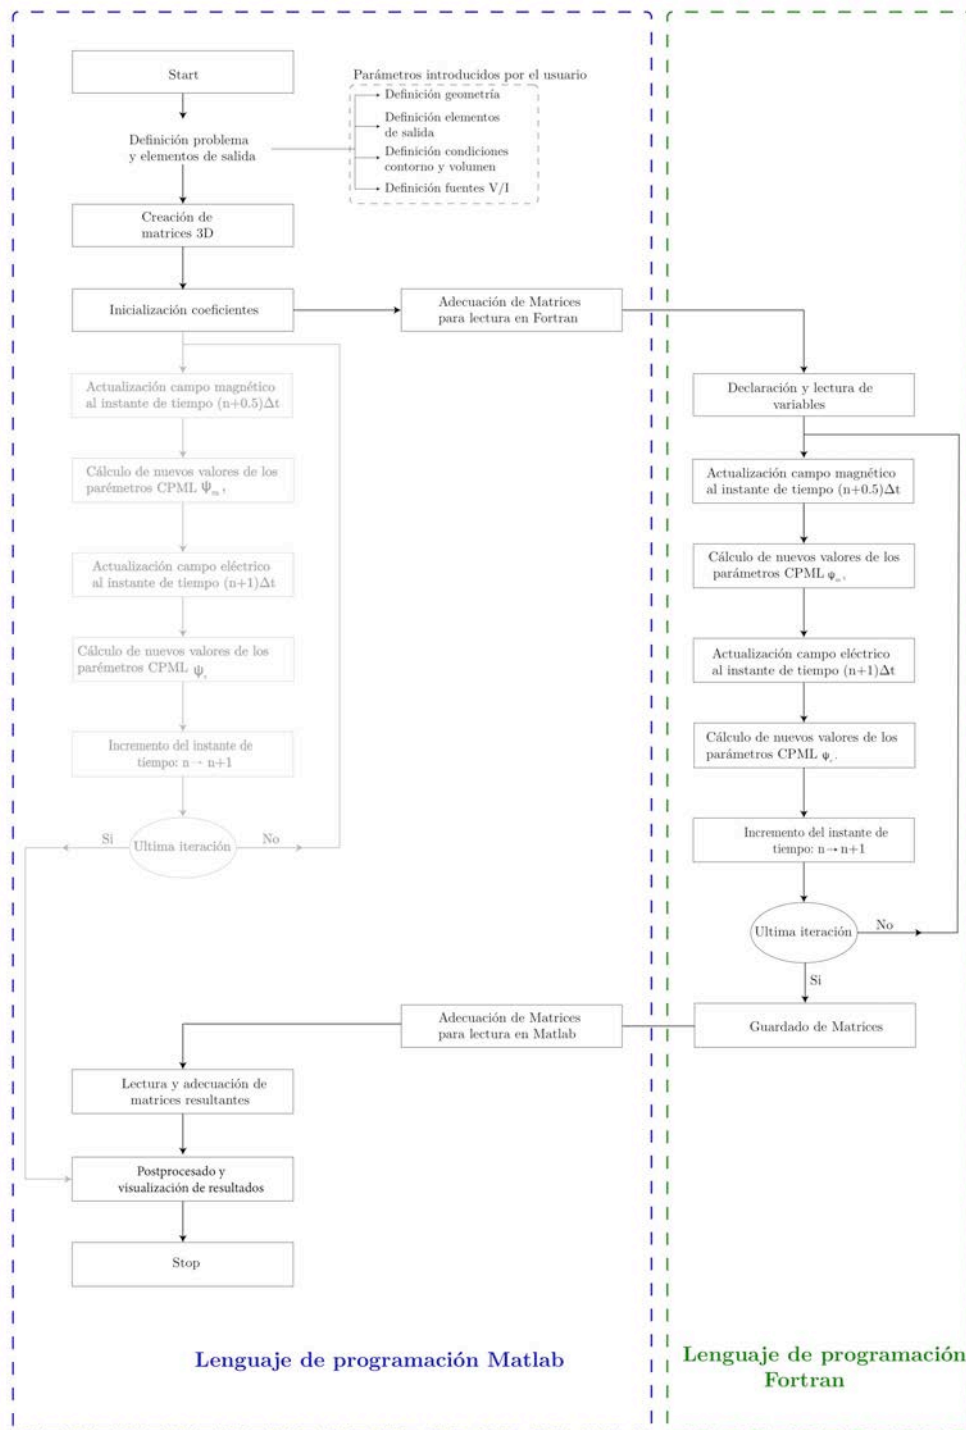 Start
Parámetros introducidos por el usuario
Definición geometría
Definición elementos
de salida
Definición condiciones
contorno y volumen
Definición fuentes V/I
Definición problema
y elementos de salida
Creación de
matrices 3D
Inicialización coeficientes
Adecuación de Matrices
para lectura en Fortran
Actualización campo magnético
al instante de tiempo (n+0.5)Δt
Cálculo de nuevos valores de los
parémetros CPML Ψm,
Actualización campo eléctrico
al instante de tiempo (n+1)Δt
Cálculo de nuevos valores de los
parémetros CPML ψe
Incremento del instante de
tiempo: n→ n+1
Si
Ultima iteración
No
Declaración y lectura de
variables
Actualización campo magnético
al instante de tiempo (n+0.5)Δt
Cálculo de nuevos valores de los
parámetros CPML ψm,
Actualización campo eléctrico
al instante de tiempo (n+1)Δt
Cálculo de nuevos valores de los
parámetros CPML ψe.
Incremento del instante de
tiempo: n→n+1
Ultima iteración
No
Si
Guardado de Matrices
Adecuación de Matrices
para lectura en Matlab
Lectura y adecuación de
matrices resultantes
Postprocesado y
visualización de resultados
Stop
Lenguaje de programación Matlab
Lenguaje de programación
Fortran